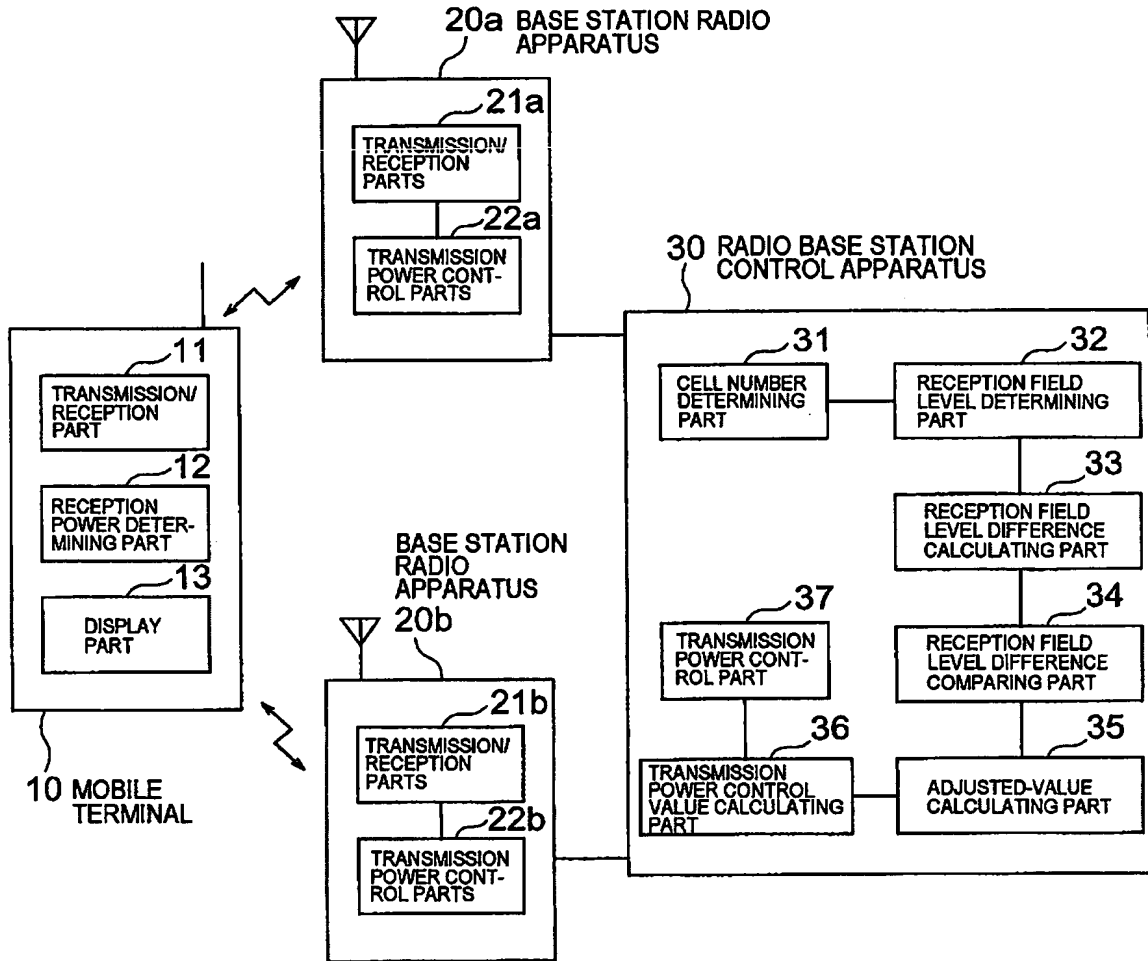 20a BASE STATION RADIO
APPARATUS
21a
TRANSMISSION/
RECEPTION
PARTS
22a
TRANSMISSION
POWER CONT-
ROL PARTS
11
TRANSMISSION/
RECEPTION
PART
12
RECEPTION
POWER DETER-
MINING PART
13
DISPLAY
PART
10 MOBILE
TERMINAL
BASE STATION
RADIO
APPARATUS
20b
21b
TRANSMISSION/
RECEPTION
PARTS
22b
TRANSMISSION
POWER CONT-
ROL PARTS
30 RADIO BASE STATION
CONTROL APPARATUS
31
CELL NUMBER
DETERMINING
PART
32
RECEPTION FIELD
LEVEL DETERMINING
PART
33
RECEPTION FIELD
LEVEL DIFFERENCE
CALCULATING PART
34
RECEPTION FIELD
LEVEL DIFFERENCE
COMPARING PART
35
ADJUSTED-VALUE
CALCULATING PART
36
TRANSMISSION
POWER CONTROL
VALUE CALCULATING
PART
37
TRANSMISSION
POWER CONT-
ROL PART